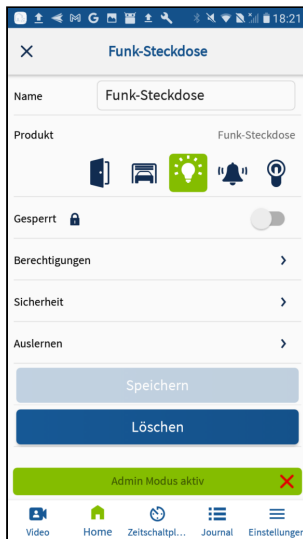 18:21
Funk-Steckdose
Name Funk-Steckdose
Produkt Funk-Steckdose
Gesperrt
Berechtigungen
Sicherheit
Auslernen
Speichern
Löschen
Admin Modus aktiv
Video Home Zeitschaltpl... Journal Einstellungen